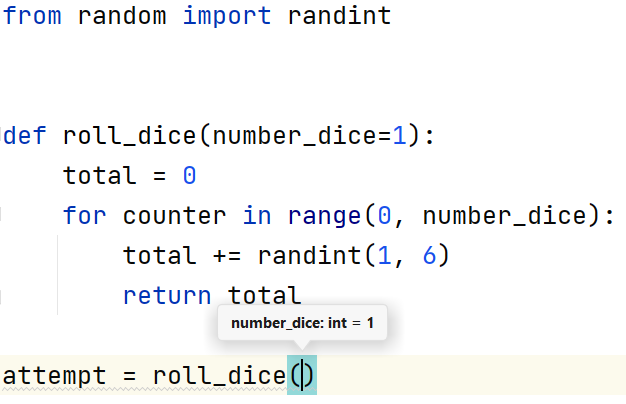 from random import randint
def roll_dice(number_dice=1):
    total = 0
    for counter in range(0, number_dice):
        total += randint(1, 6)
        return total
number_dice: int = 1
attempt = roll_dice()